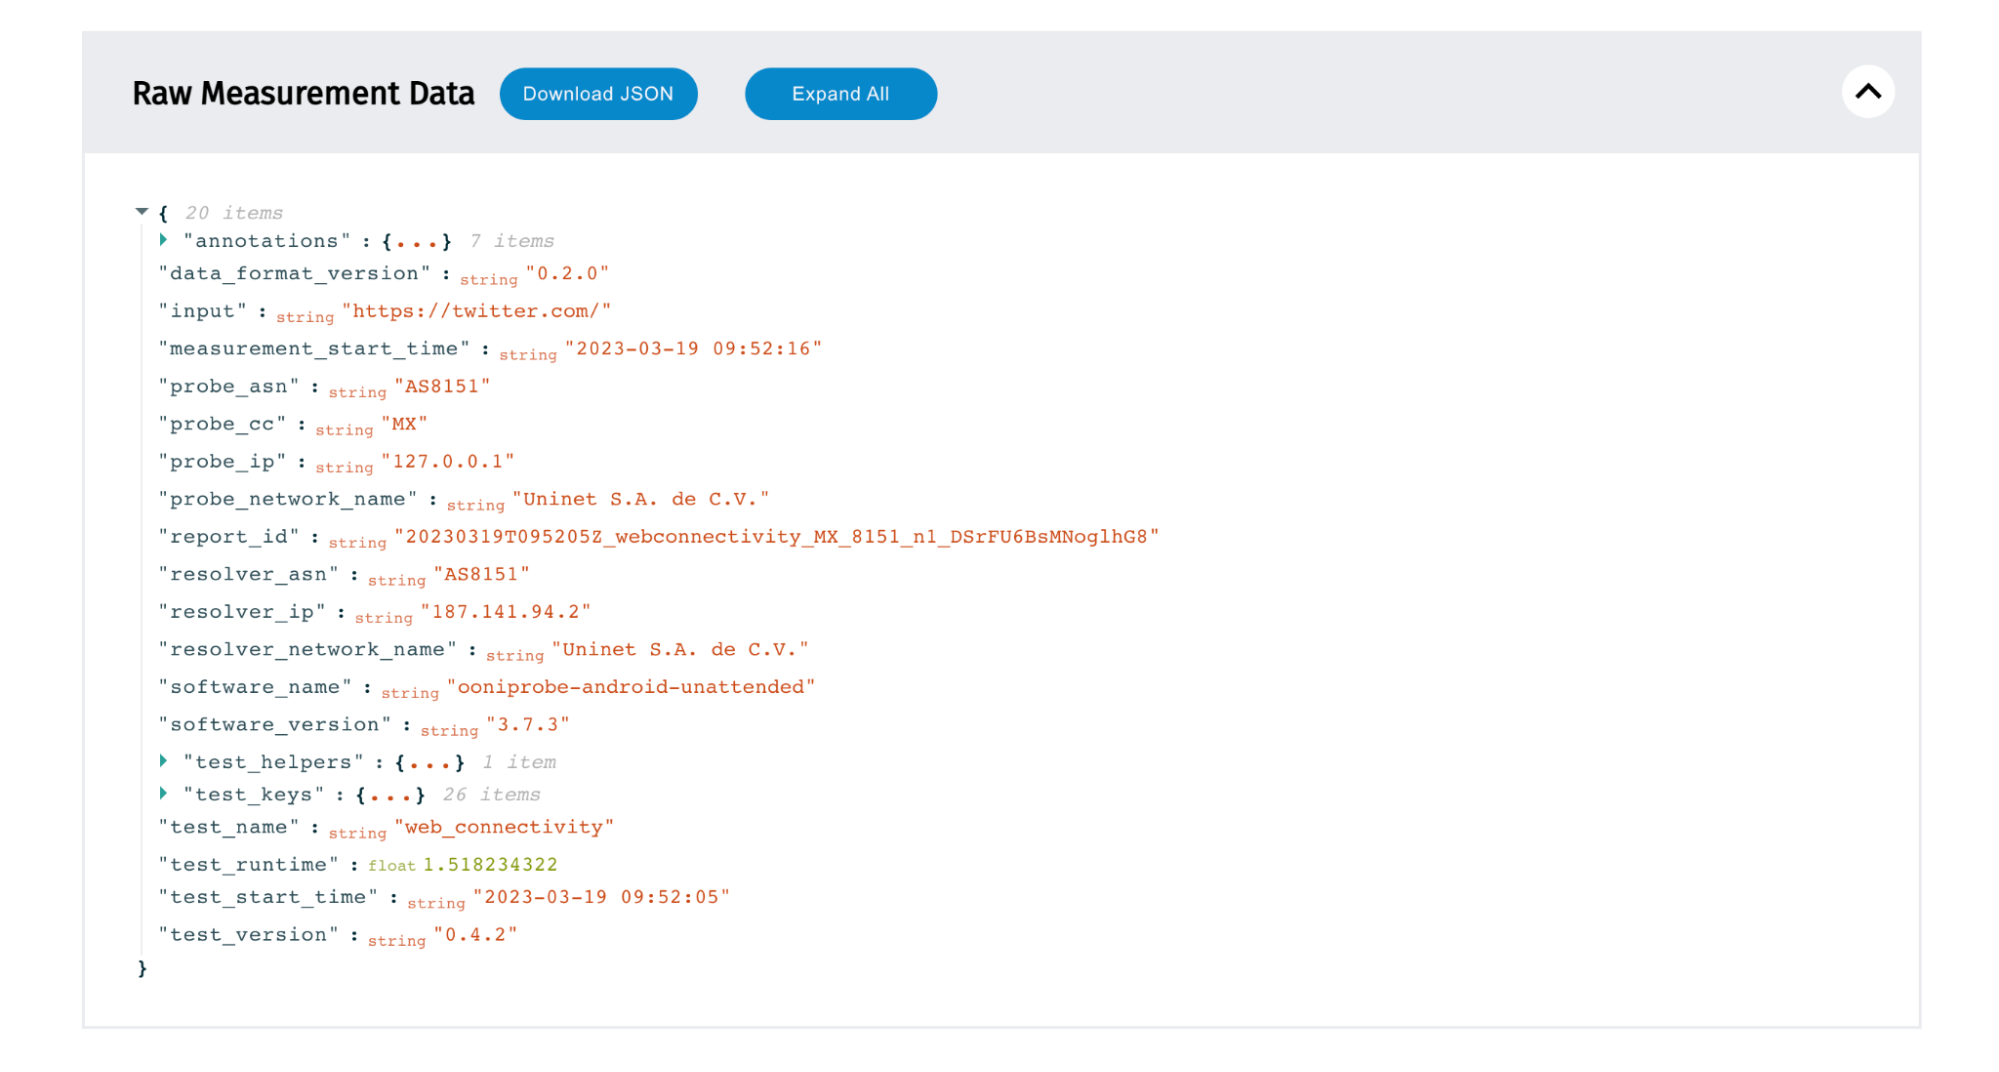 Raw Measurement Data Download JSON Expand All
{ 20 items
"annotations" : {...} 7 items
"data_format_version" : string "0.2.0"
"input" : string "https://twitter.com/"
"measurement_start_time" : string "2023-03-19 09:52:16"
"probe_asn" : string "AS8151"
"probe_cc" : string "MX"
"probe_ip" : string "127.0.0.1"
"probe_network_name" : string "Uninet S.A. de C.V."
"report_id" : string "20230319T095205Z_webconnectivity_MX_8151_n1_DSrFU6BsMNoglhG8"
"resolver_asn" : string "AS8151"
"resolver_ip" : string "187.141.94.2"
"resolver_network_name" : string "Uninet S.A. de C.V."
"software_name" : string "ooniprobe-android-unattended"
"software_version" : string "3.7.3"
"test_helpers" : {...} 1 item
"test_keys" : {...} 26 items
"test_name" : string "web_connectivity"
"test_runtime" : float 1.518234322
"test_start_time" : string "2023-03-19 09:52:05"
"test_version" : string "0.4.2"
}